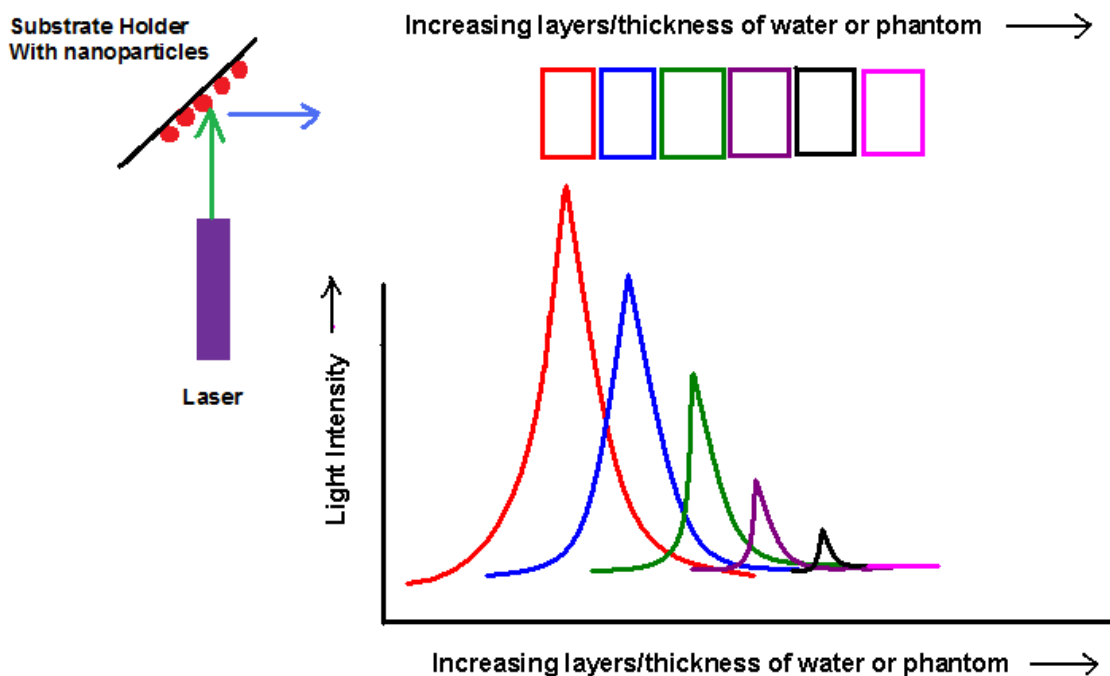 Substrate Holder
With nanoparticles
Increasing layers/thickness of water or phantom
Laser
Light Intensity
Increasing layers/thickness of water or phantom